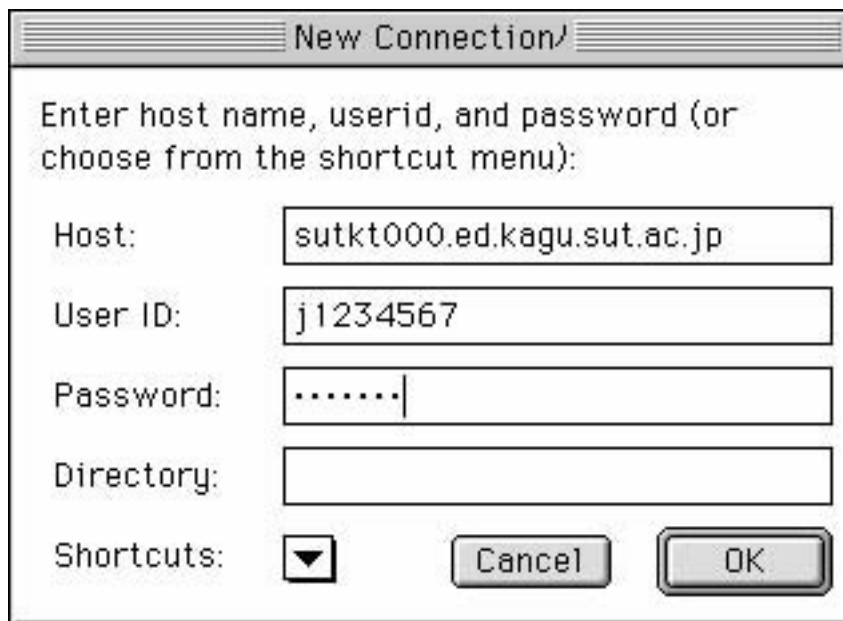 New Connection
Enter host name, userid, and password (or
choose from the shortcut menu):
Host: sutkt000.ed.kagu.sut.ac.jp
User ID: j1234567
Password: •••••••
Directory:
Shortcuts: Cancel OK